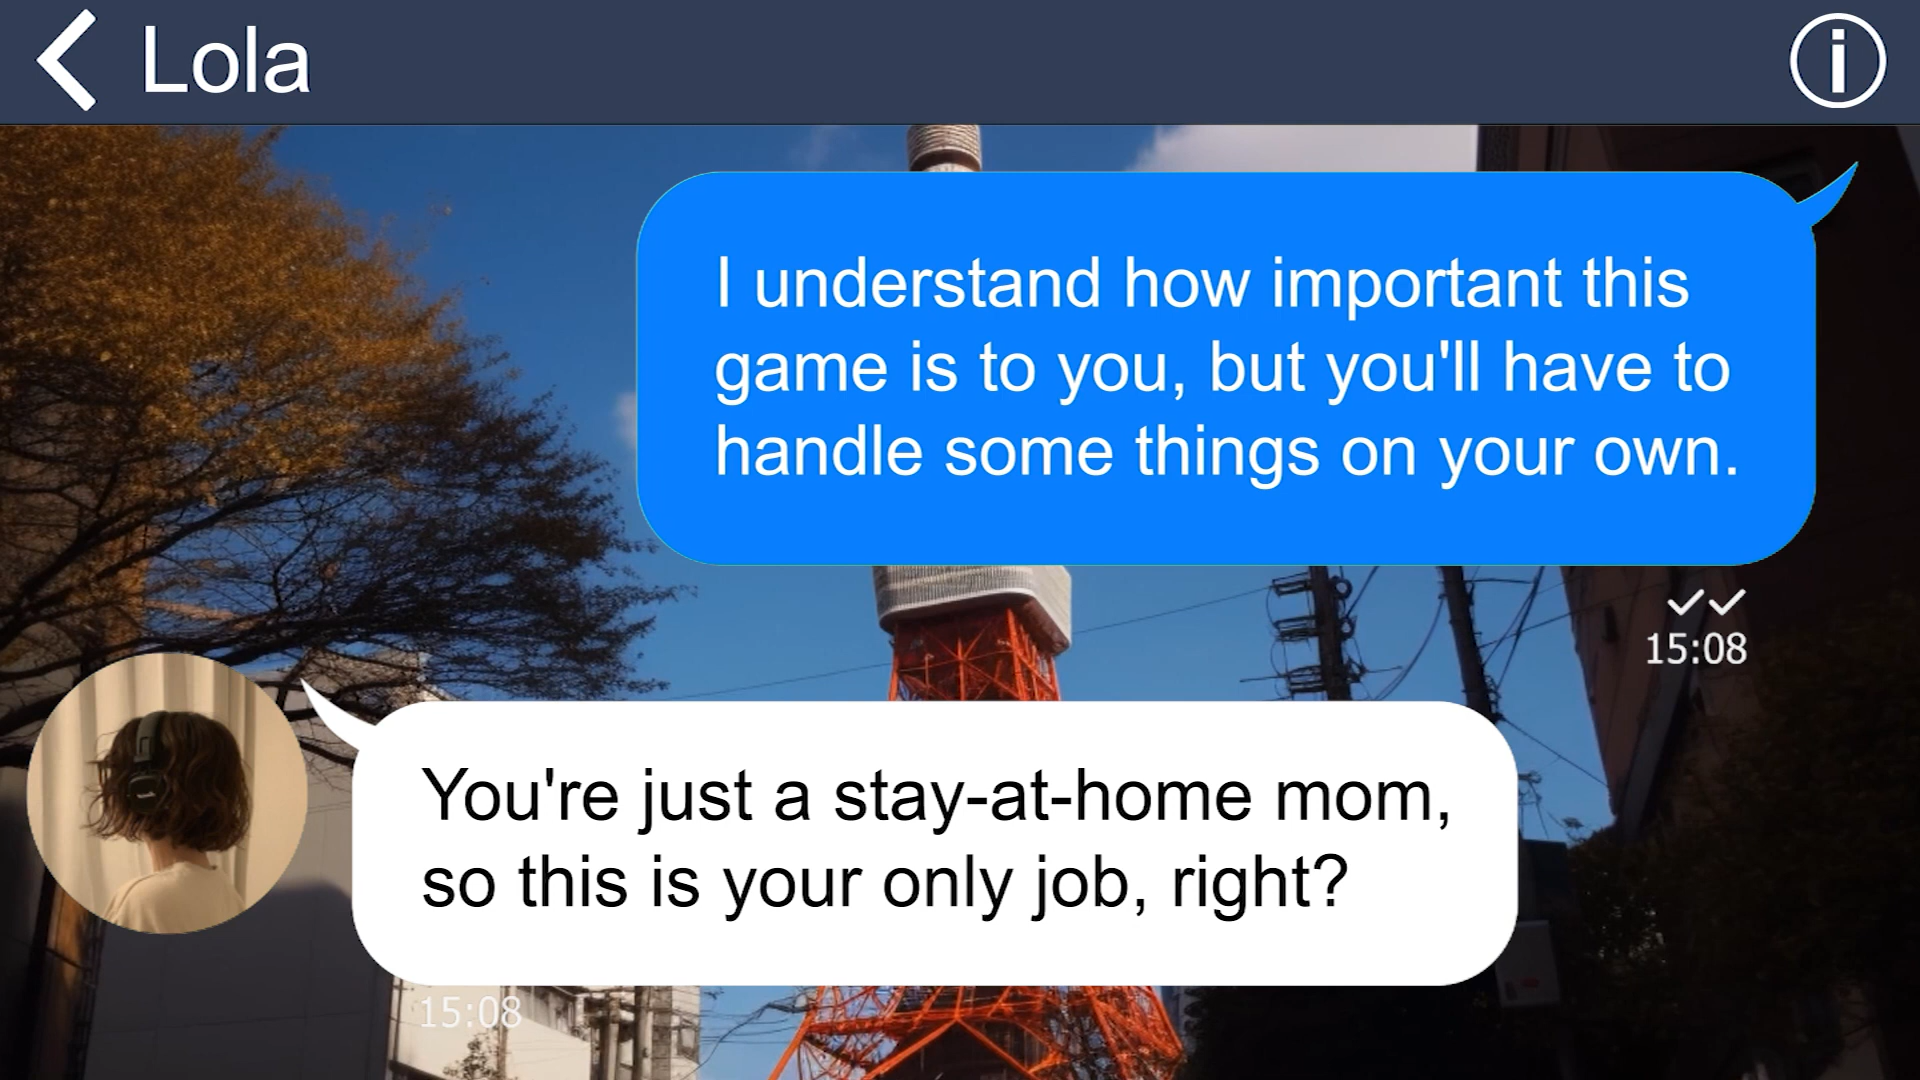 Lola
I understand how important this
game is to you, but you'll have to
handle some things on your own.
15:08
You're just a stay-at-home mom,
so this is your only job, right?
15:08